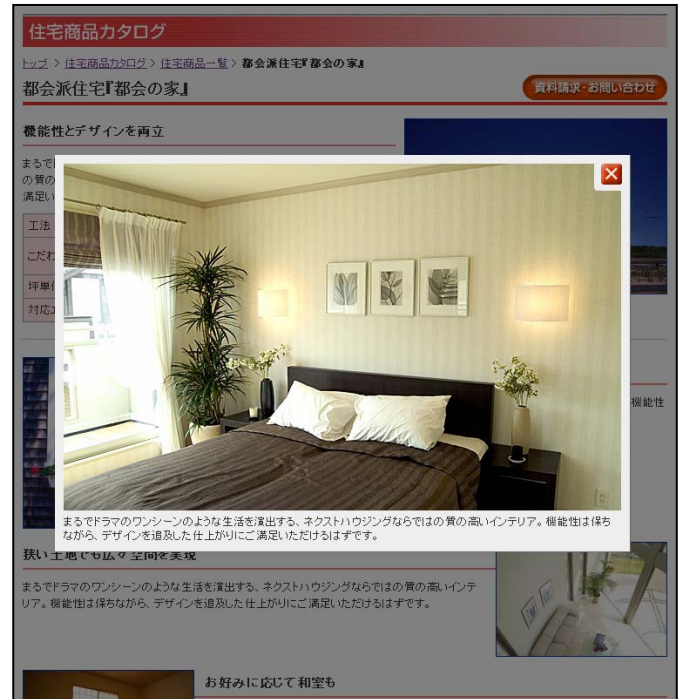 住宅商品カタログ
トップ > 住宅商品カタログ > 住宅商品一覧 > 都会派住宅『都会の家』
都会派住宅『都会の家』
資料請求・お問い合わせ
機能性とデザインを両立
まるで
の質の
満足い
工法
こだわ
坪単
対応
機能性
まるでドラマのワンシーンのような生活を演出する、ネクストハウジングならではの質の高いインテリア。機能性は保ち
ながら、デザインを追及した仕上がりにご満足いただけるはずです。
狭い土地でも広々空間を実現
まるでドラマのワンシーンのような生活を演出する、ネクストハウジングならではの質の高いインテ
リア。機能性は保ちながら、デザインを追及した仕上がりにご満足いただけるはずです。
お好みに応じて和室も